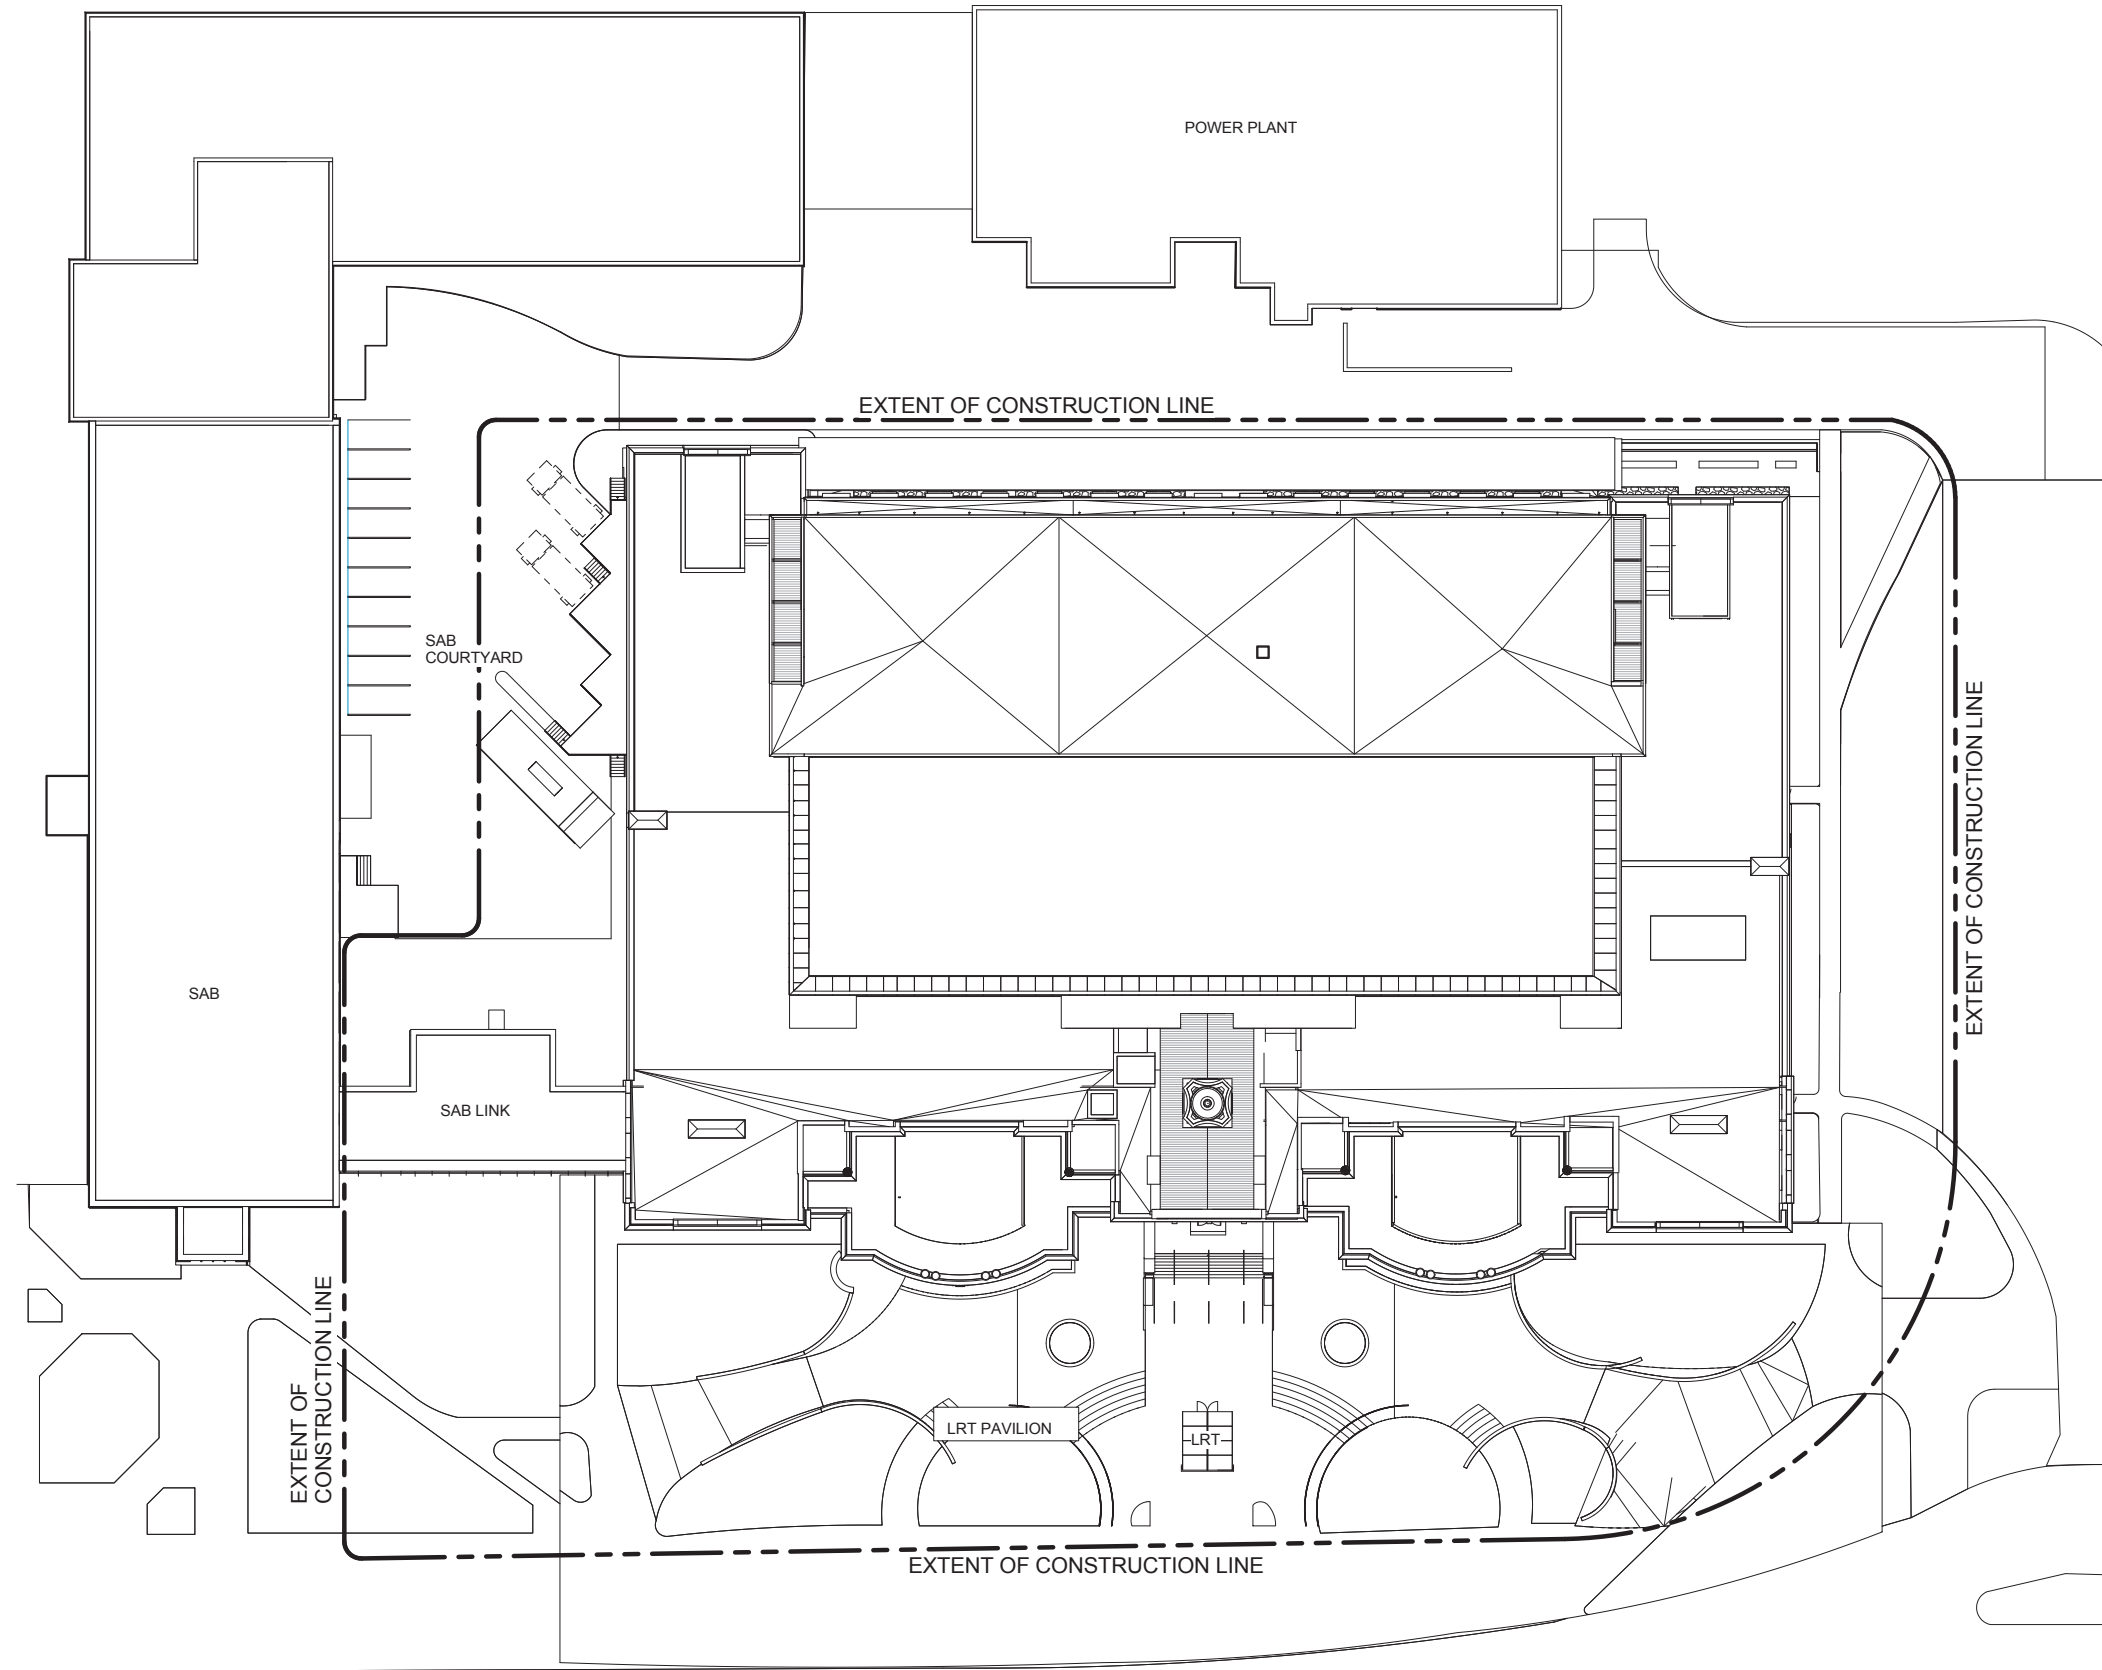 POWER PLANT
EXTENT OF CONSTRUCTION LINE
SAB
COURTYARD
EXTENT OF CONSTRUCTION LINE
SAB
SAB LINK
EXTENT OF
CONSTRUCTION LINE
LRT PAVILION
LRT
EXTENT OF CONSTRUCTION LINE